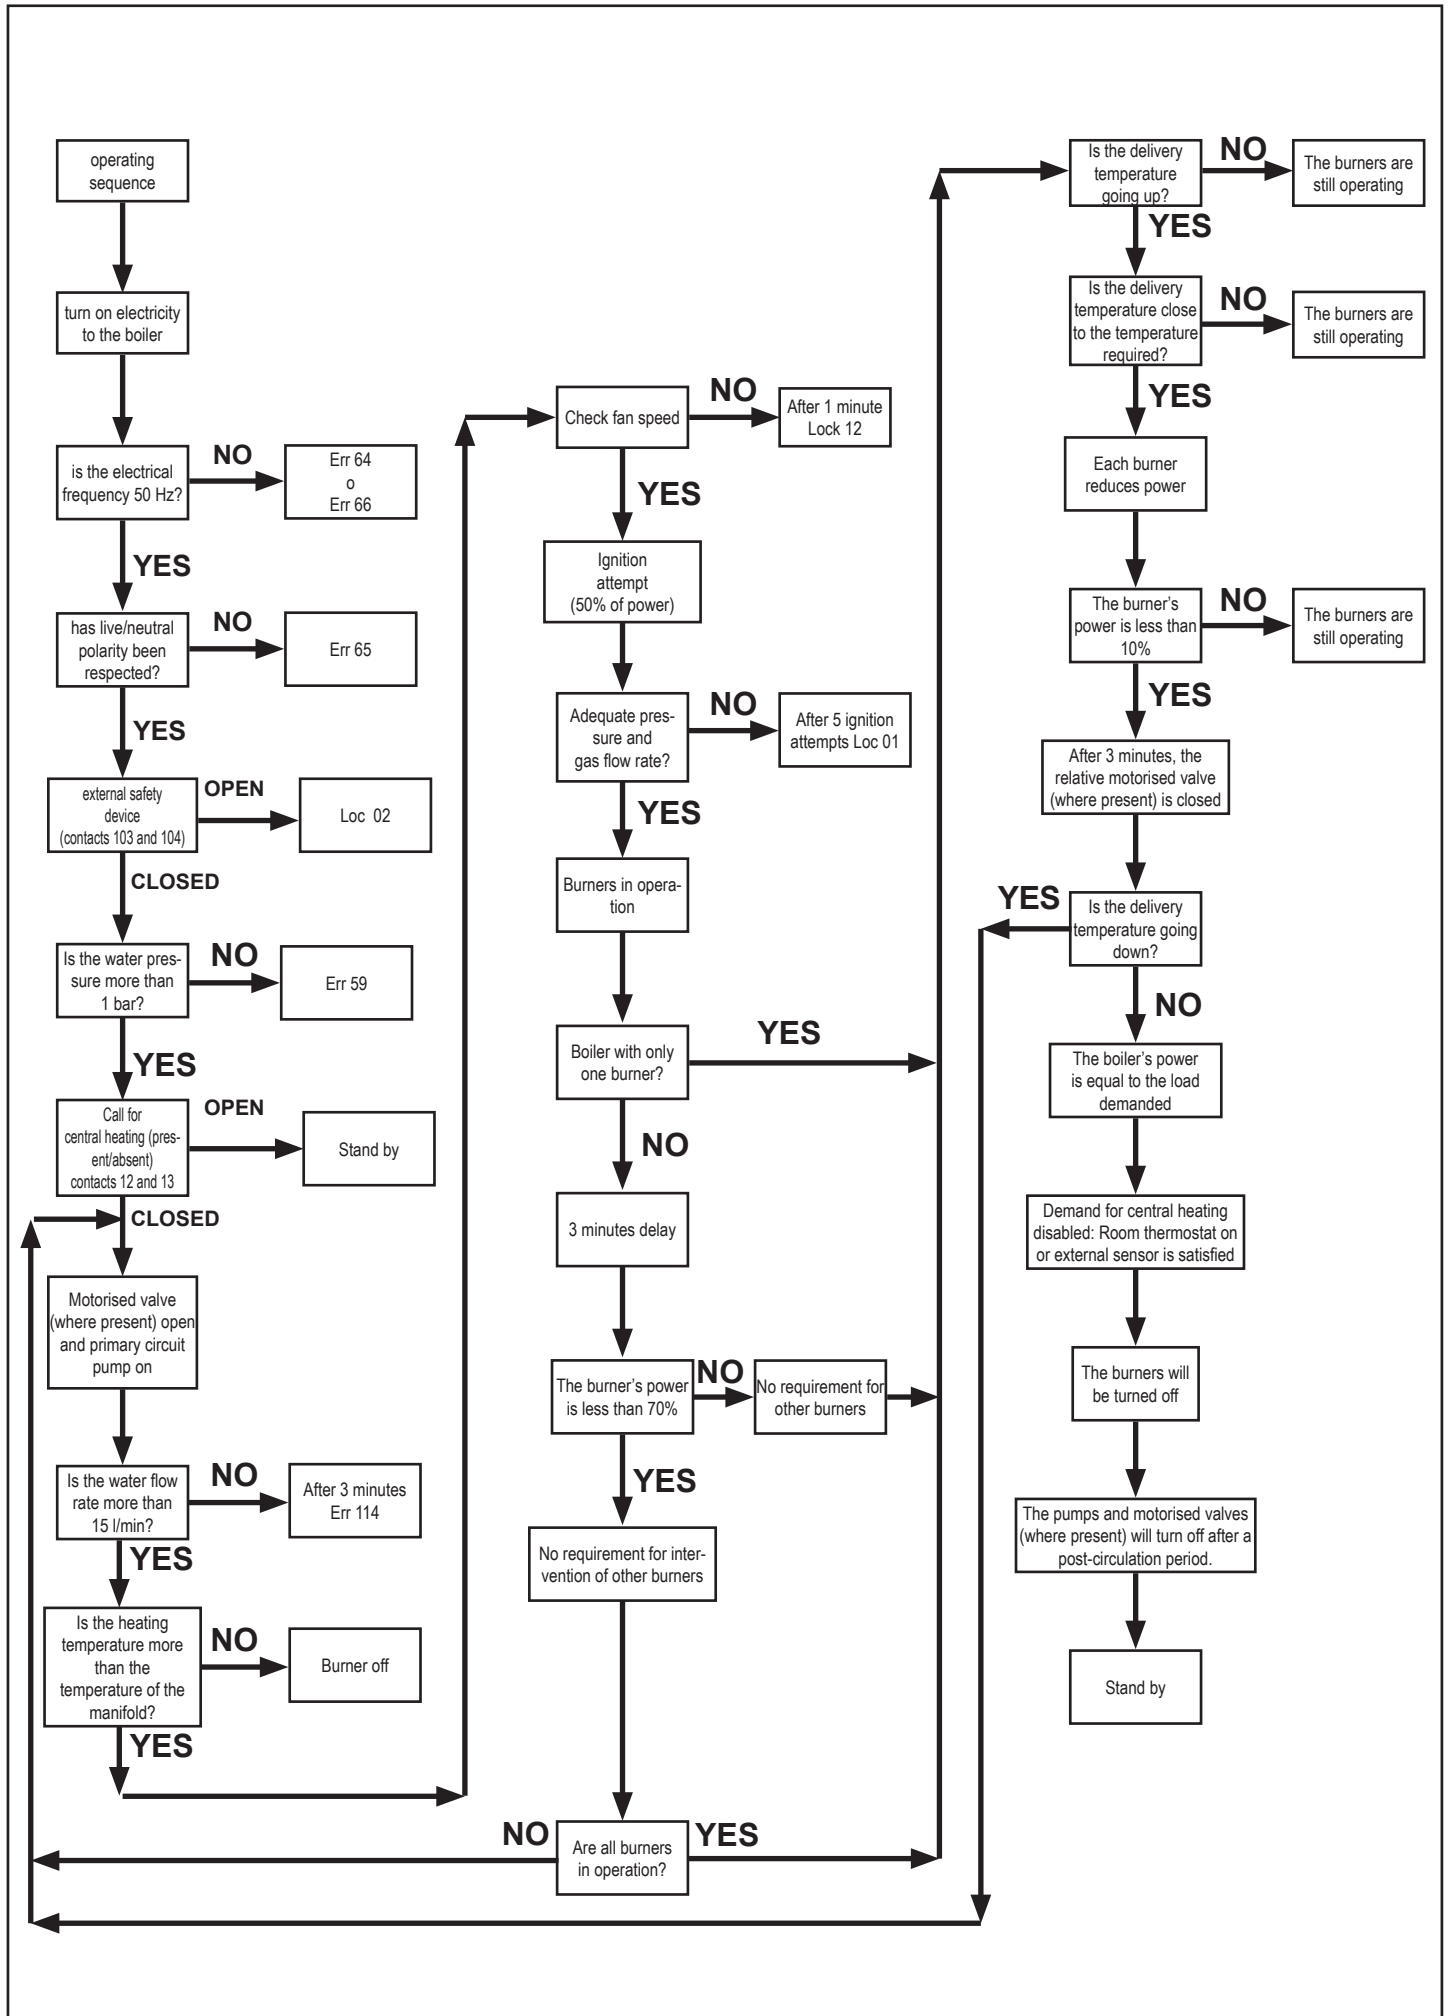 operating
sequence
turn on electricity
to the boiler
is the electrical
frequency 50 Hz?
NO
Err 64
o
Err 66
YES
has live/neutral
polarity been
respected?
NO
Err 65
YES
external safety
device
(contacts 103 and 104)
OPEN
Loc 02
CLOSED
Is the water pres-
sure more than
1 bar?
NO
Err 59
YES
Call for
central heating (pres-
ent/absent)
contacts 12 and 13
OPEN
Stand by
CLOSED
Motorised valve
(where present) open
and primary circuit
pump on
Is the water flow
rate more than
15 l/min?
NO
After 3 minutes
Err 114
YES
Is the heating
temperature more
than the
temperature of the
manifold?
NO
Burner off
YES
Check fan speed
NO
After 1 minute
Lock 12
YES
Ignition
attempt
(50% of power)
Adequate pres-
sure and
gas flow rate?
NO
After 5 ignition
attempts Loc 01
YES
Burners in opera-
tion
Boiler with only
one burner?
YES
NO
3 minutes delay
The burner's power
is less than 70%
NO
No requirement for
other burners
YES
No requirement for inter-
vention of other burners
Are all burners
in operation?
NO
YES
Is the delivery
temperature
going up?
NO
The burners are
still operating
YES
Is the delivery
temperature close
to the temperature
required?
NO
The burners are
still operating
YES
Each burner
reduces power
The burner's
power is less than
10%
NO
The burners are
still operating
YES
After 3 minutes, the
relative motorised valve
(where present) is closed
Is the delivery
temperature going
down?
YES
NO
The boiler's power
is equal to the load
demanded
Demand for central heating
disabled: Room thermostat on
or external sensor is satisfied
The burners will
be turned off
The pumps and motorised valves
(where present) will turn off after a
post-circulation period.
Stand by